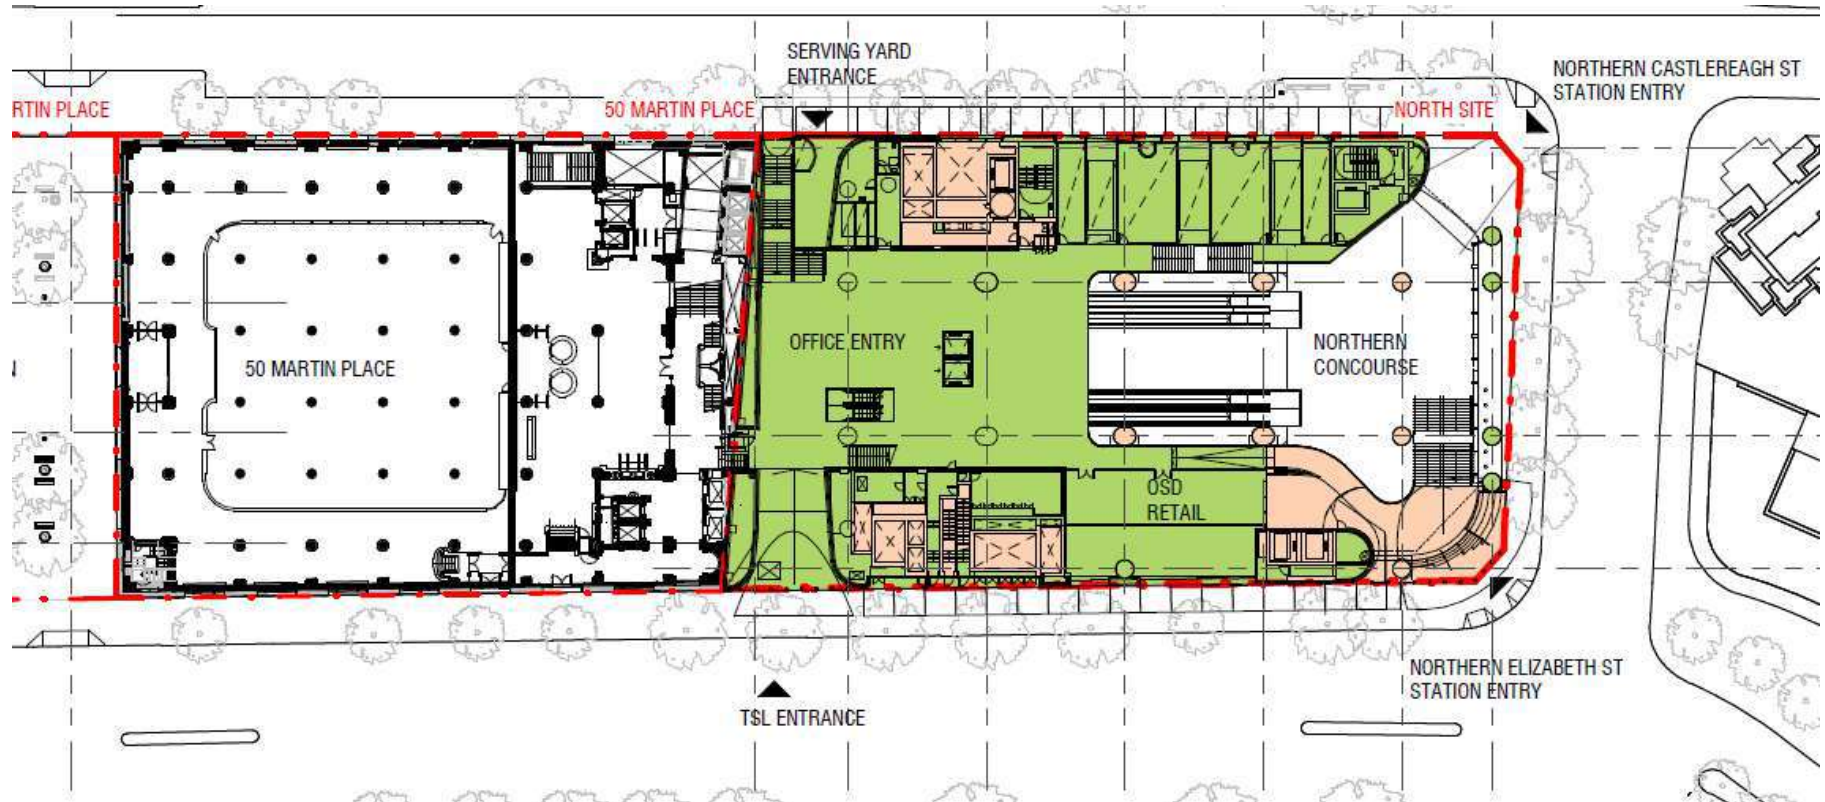 SERVING YARD
ENTRANCE
NORTHERN CASTLEREAGH ST
STATION ENTRY
RTIN PLACE
50 MARTIN PLACE
NORTH SITE
OFFICE ENTRY
NORTHERN
CONCOURSE
50 MARTIN PLACE
OSD
RETAIL
NORTHERN ELIZABETH ST
STATION ENTRY
TSL ENTRANCE